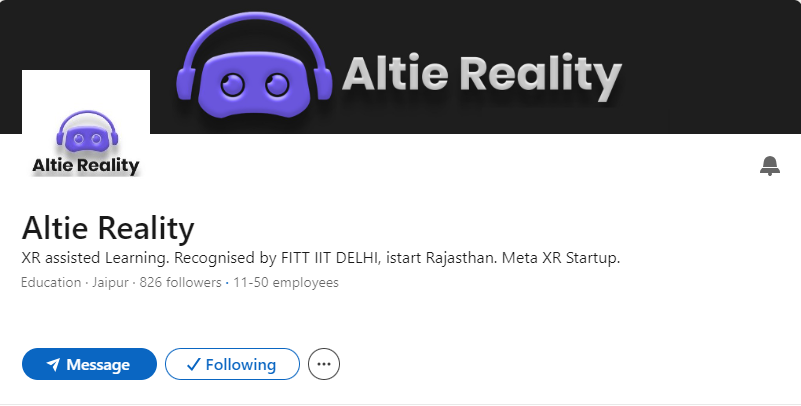 Altie Reality
Altie Reality
Altie Reality
XR assisted Learning. Recognised by FITT IIT DELHI, istart Rajasthan. Meta XR Startup.
Education · Jaipur · 826 followers · 11-50 employees
Message
Following